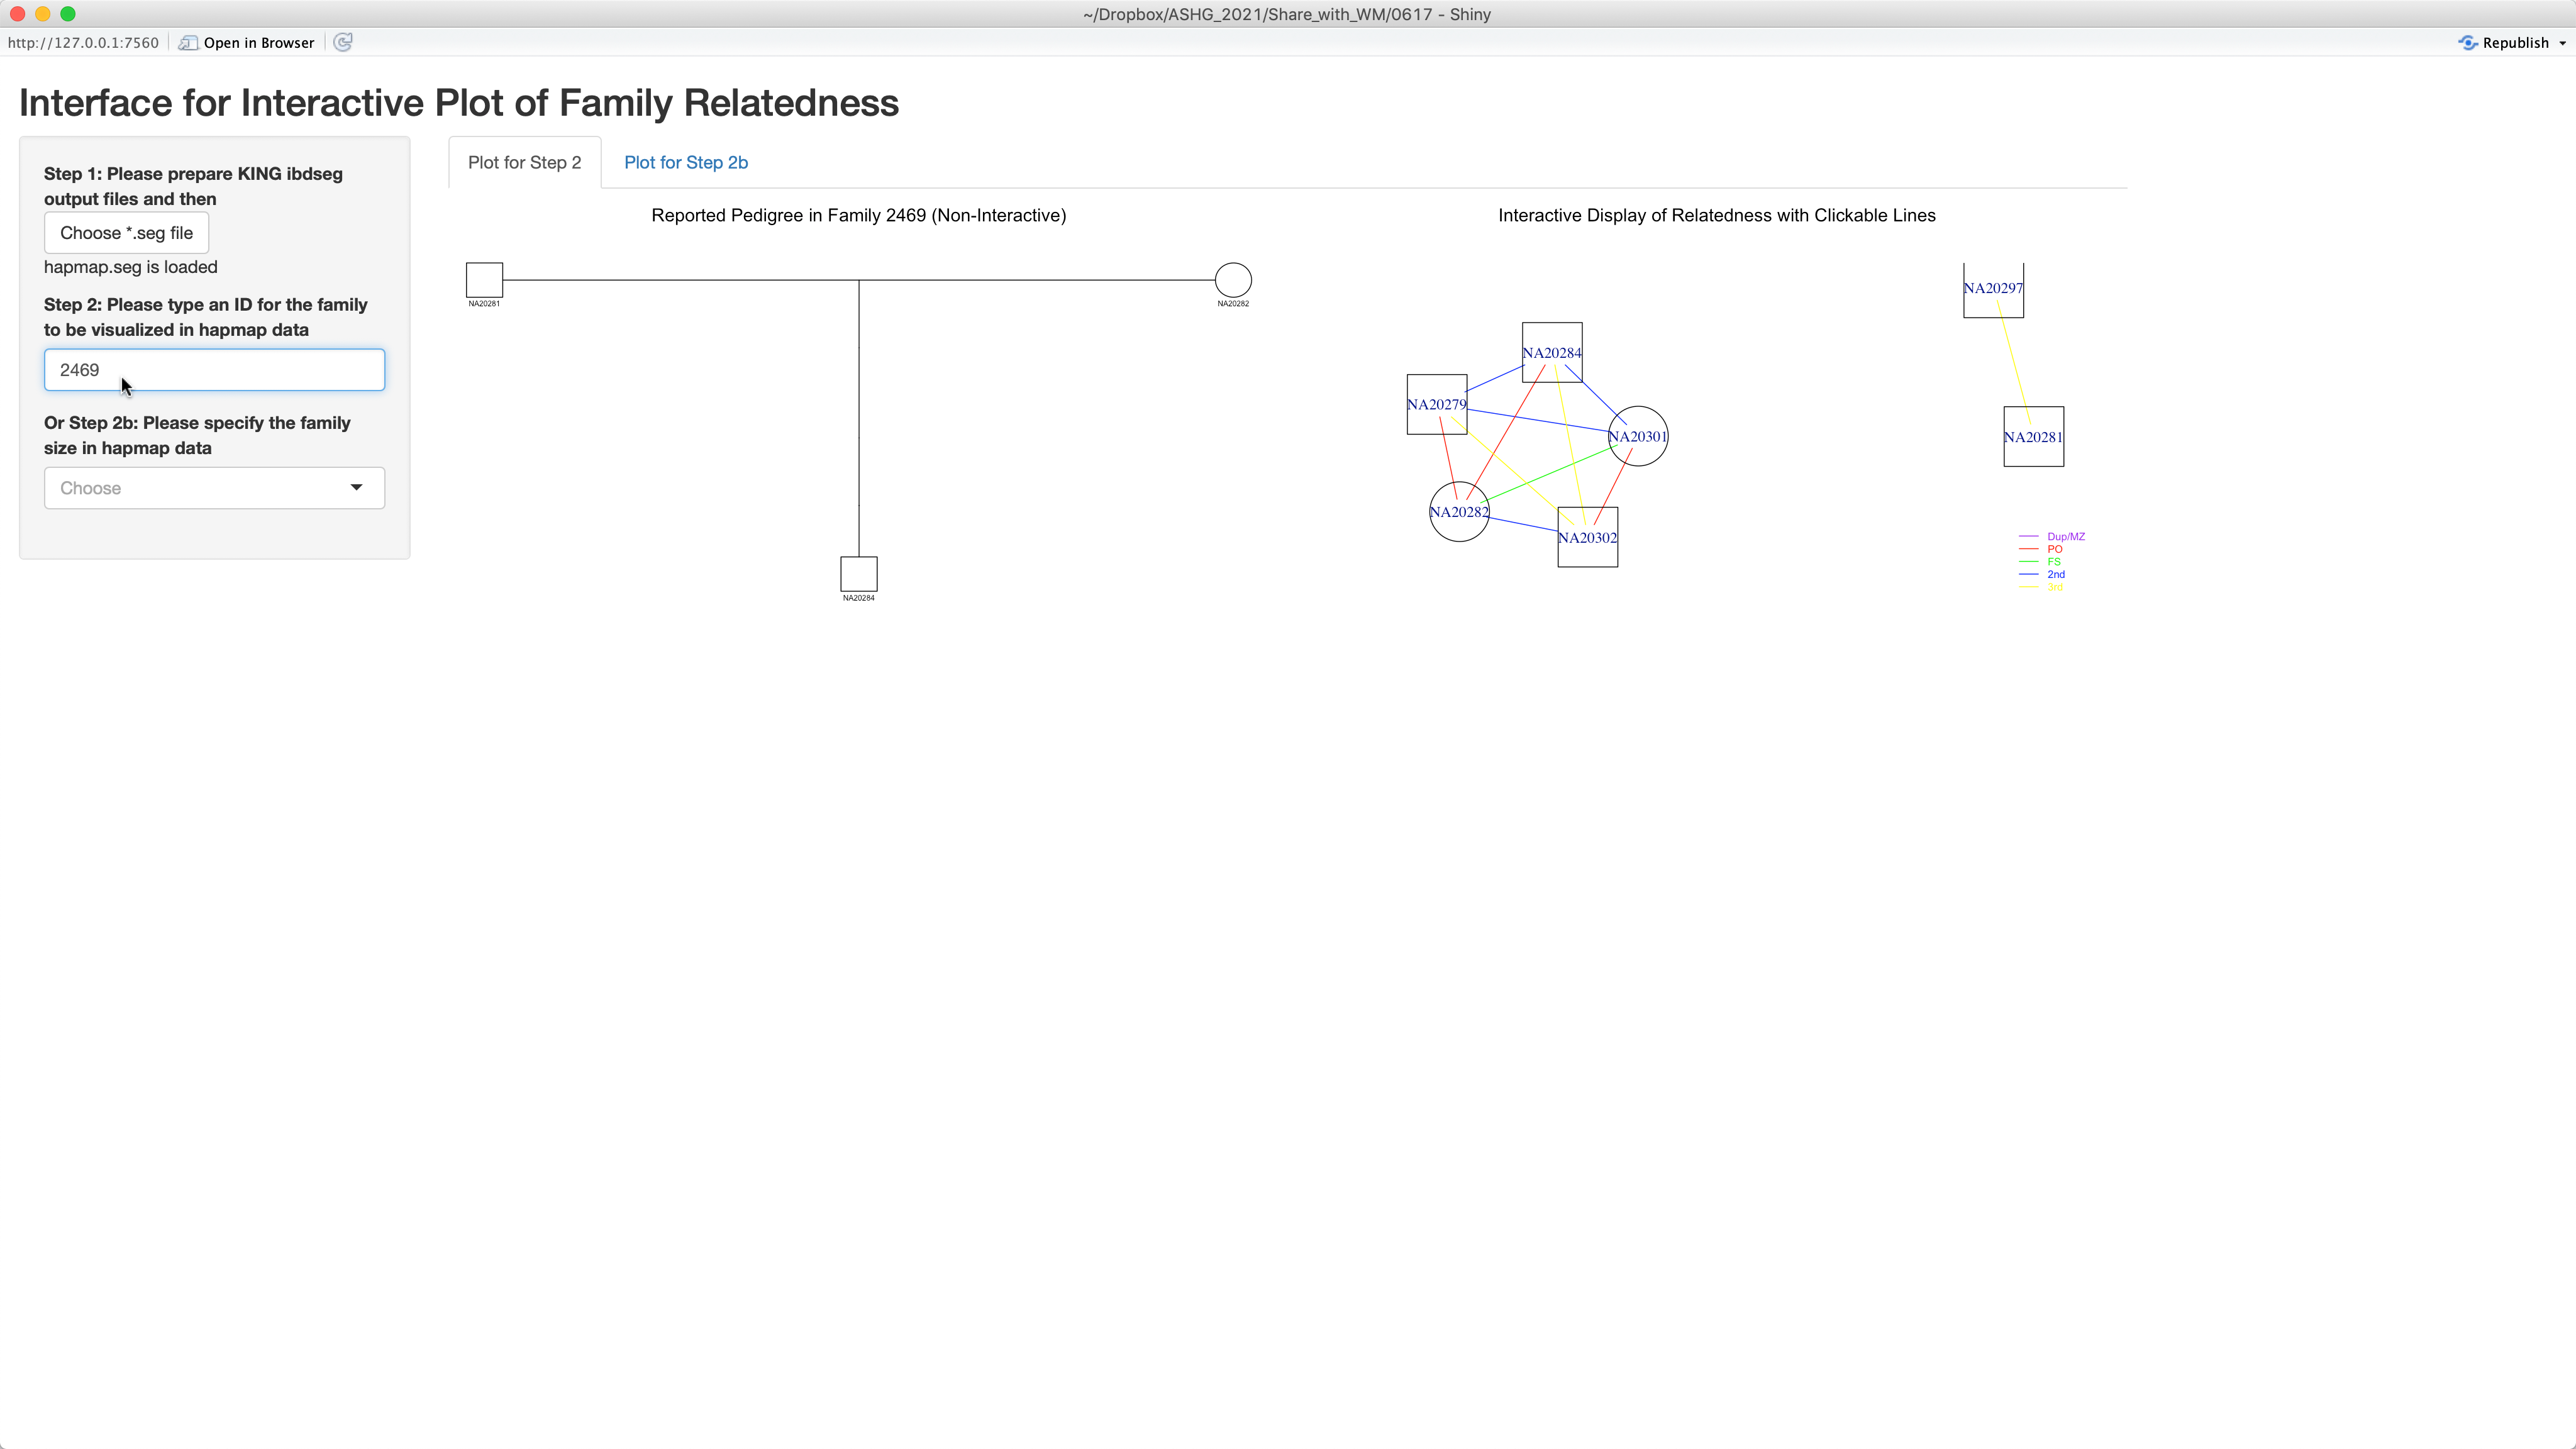 ~/Dropbox/ASHG_2021/Share_with_WM/0617 - Shiny
http://127.0.0.1:7560
Open in Browser
Republish
Interface for Interactive Plot of Family Relatedness
Step 1: Please prepare KING ibdseg
output files and then
Choose *.seg file
hapmap.seg is loaded
Step 2: Please type an ID for the family
to be visualized in hapmap data
2469
Or Step 2b: Please specify the family
size in hapmap data
Choose
Plot for Step 2
Plot for Step 2b
Reported Pedigree in Family 2469 (Non-Interactive)
NA20281
NA20282
NA20284
Interactive Display of Relatedness with Clickable Lines
NA20297
NA20284
NA20279
NA20301
NA20281
NA20282
NA20302
Dup/MZ
PO
FS
2nd
3rd